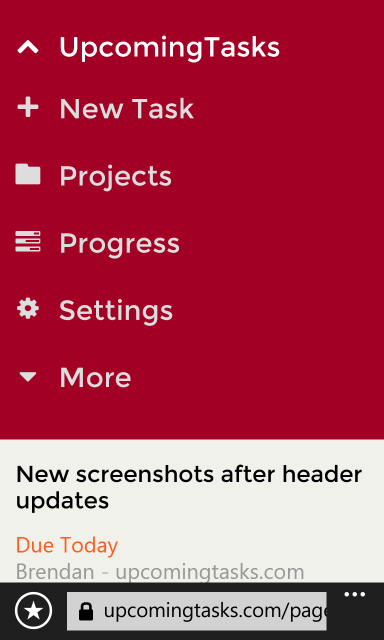 UpcomingTasks
New Task
Projects
Progress
Settings
More
New screenshots after header
updates
Due Today
Brendan - upcomingtasks.com
upcomingtasks.com/page